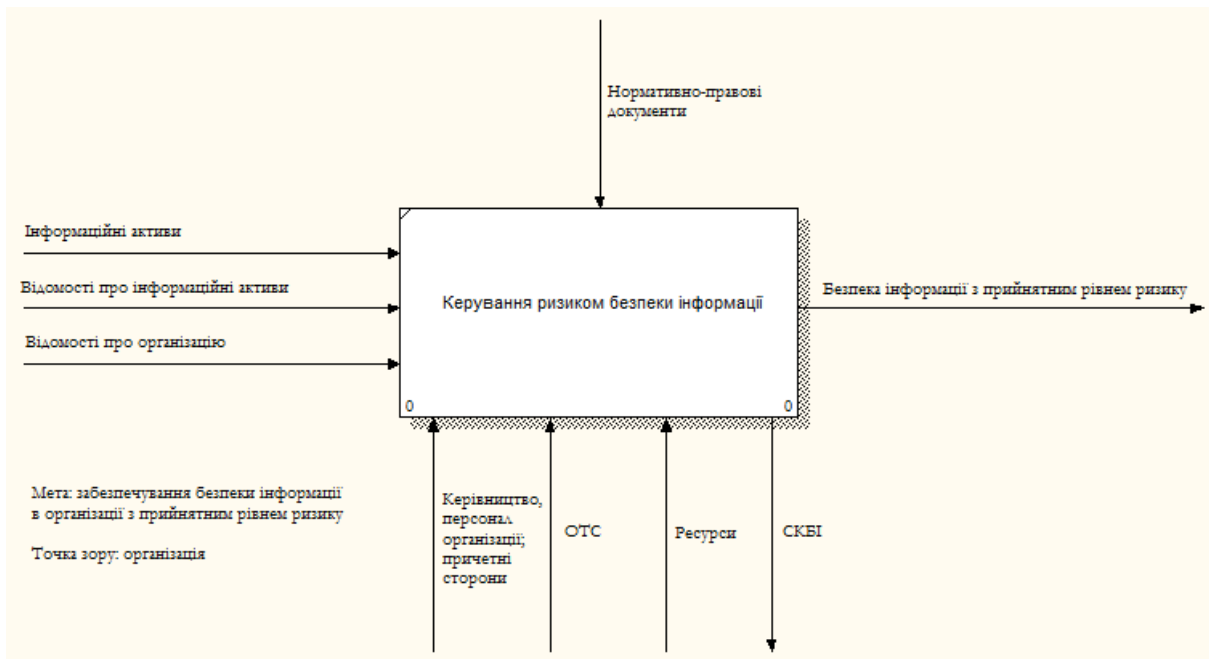 Нормативно-правові
документи
Інформаційні активи
Відомості про інформаційні активи
Відомості про організацію
Керування ризиком безпеки інформації
0
0
Безпека інформації з прийнятним рівнем ризику
Мета: забезпечування безпеки інформації
в організації з прийнятним рівнем ризику
Точка зору: організація
Керівництво,
персонал
організації;
причетні
сторони
ОТС
Ресурси
СКБІ